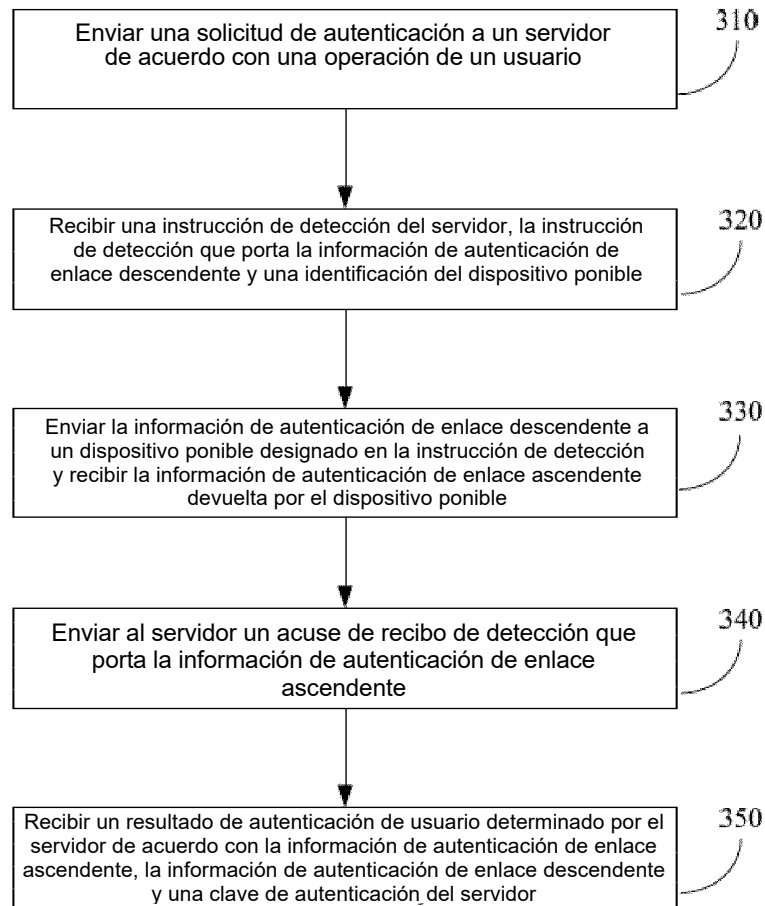 Enviar una solicitud de autenticación a un servidor
de acuerdo con una operación de un usuario
310
Recibir una instrucción de detección del servidor, la instrucción
de detección que porta la información de autenticación de
enlace descendente y una identificación del dispositivo ponible
320
Enviar la información de autenticación de enlace descendente a
un dispositivo ponible designado en la instrucción de detección
y recibir la información de autenticación de enlace ascendente
devuelta por el dispositivo ponible
330
Enviar al servidor un acuse de recibo de detección que
porta la información de autenticación de enlace
ascendente
340
Recibir un resultado de autenticación de usuario determinado por el
servidor de acuerdo con la información de autenticación de enlace
ascendente, la información de autenticación de enlace descendente
y una clave de autenticación del servidor
350